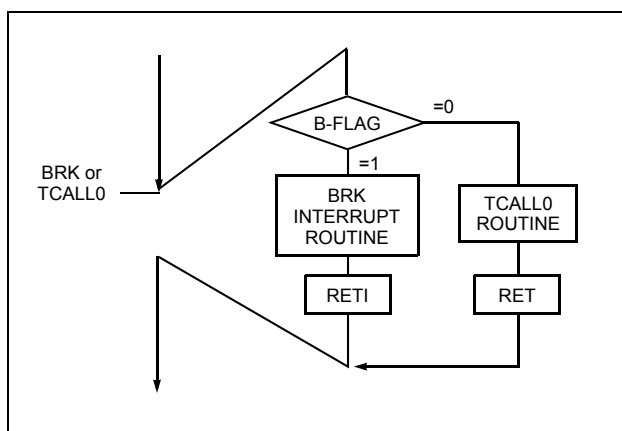 B-FLAG
=0
=1
BRK or
TCALL0
BRK
INTERRUPT
ROUTINE
TCALL0
ROUTINE
RETI
RET